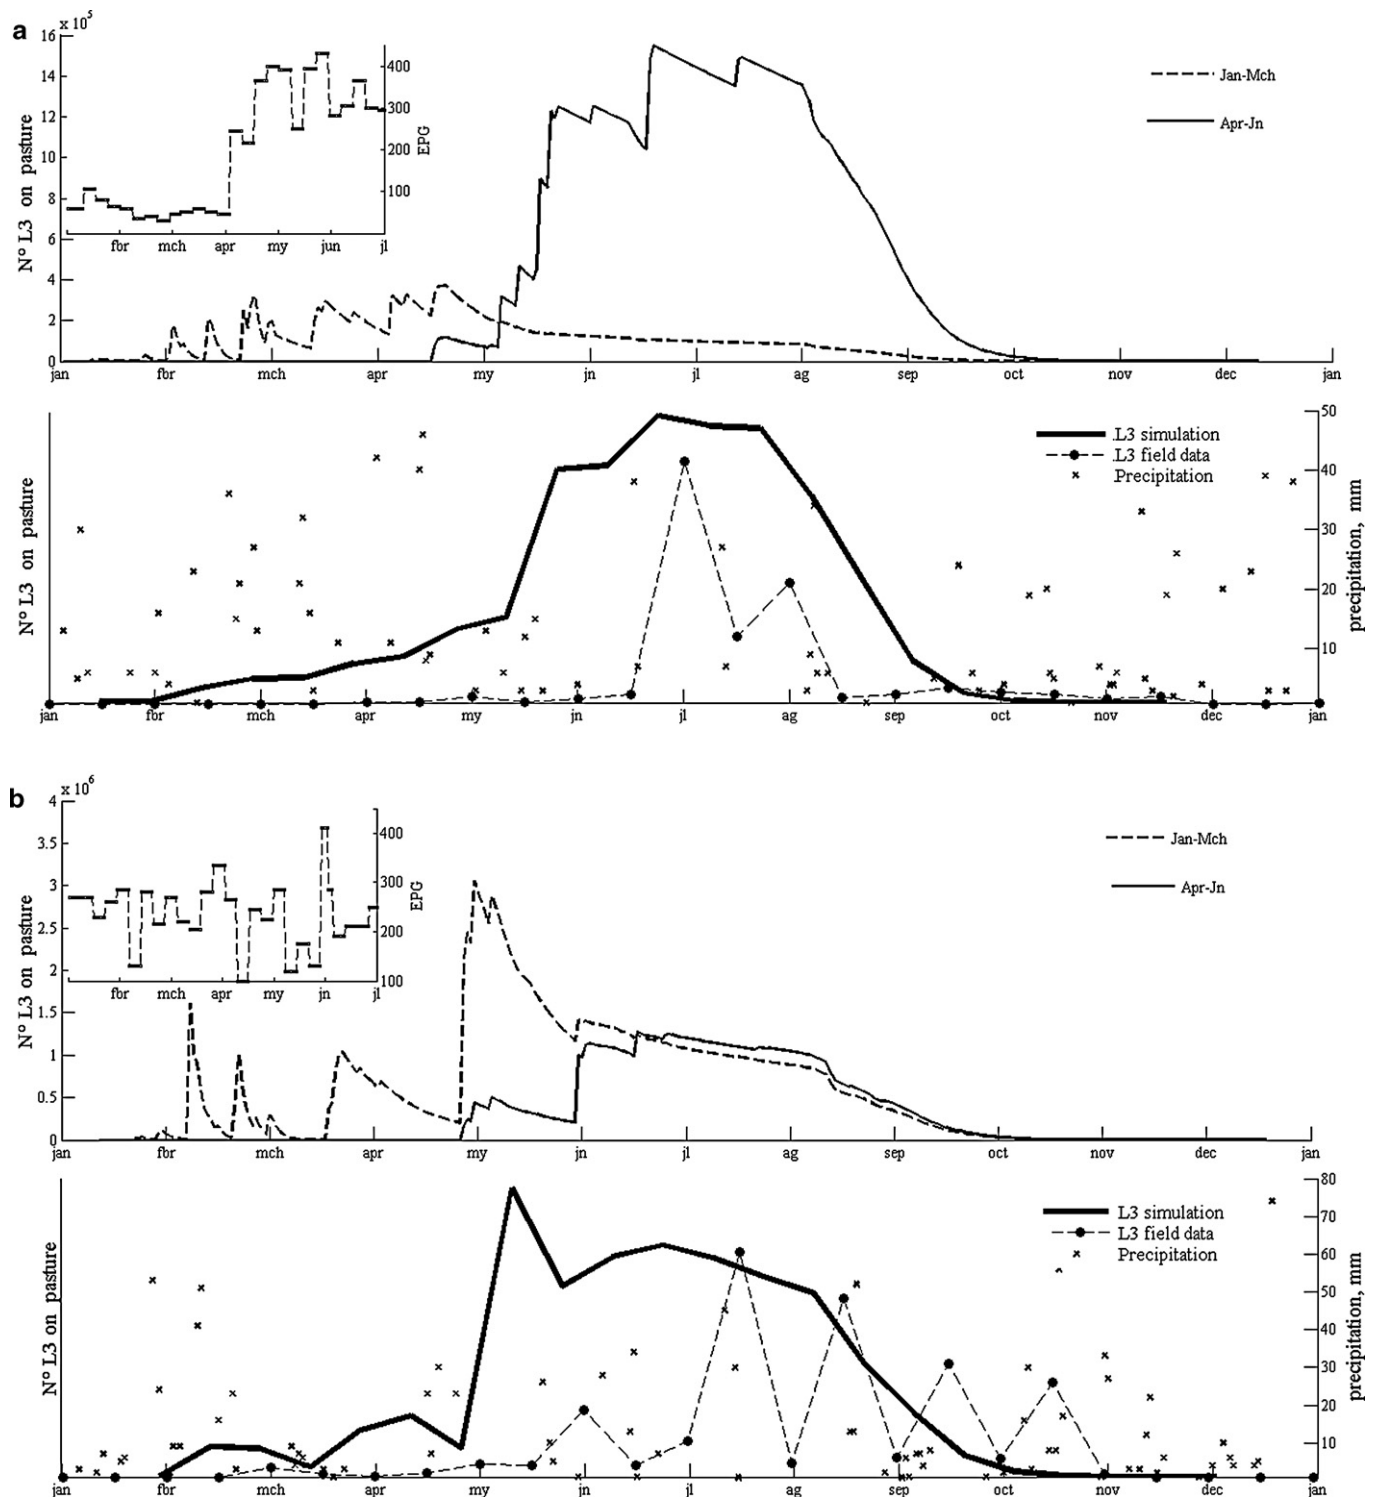 a
x 10⁵
16
14
12
10
8
6
4
2
0
Nº L3 on pasture
400
300
200
100
EPG
fbr mch apr my jun jl
Jan-Mch
Apr-Jn
jan fbr mch apr my jn jl ag sep oct nov dec jan
Nº L3 on pasture
L3 simulation
L3 field data
Precipitation
50
40
30
20
10
precipitation, mm
jan fbr mch apr my jn jl ag sep oct nov dec jan
b
x 10⁶
4
3.5
3
2.5
2
1.5
1
0.5
0
Nº L3 on pasture
400
300
200
100
EPG
fbr mch apr my jn jl
Jan-Mch
Apr-Jn
jan fbr mch apr my jn jl ag sep oct nov dec jan
Nº L3 on pasture
L3 simulation
L3 field data
Precipitation
80
70
60
50
40
30
20
10
precipitation, mm
jan fbr mch apr my jn jl ag sep oct nov dec jan